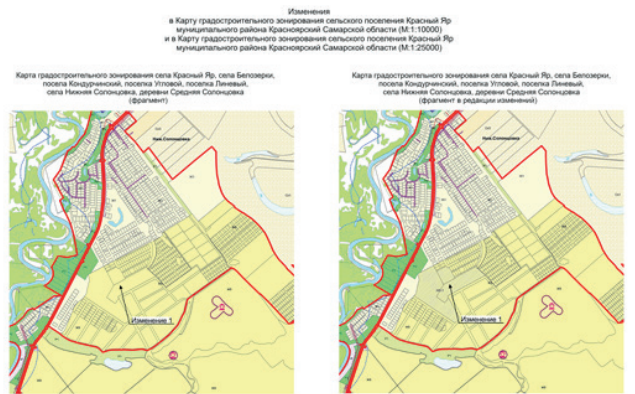 Изменения
в Карту градостроительного зонирования сельского поселения Красный Яр
муниципального района Красноярский Самарской области (М:1:10000)
и в Карту градостроительного зонирования сельского поселения Красный Яр
муниципального района Красноярский Самарской области (М:1:25000)
Карта градостроительного зонирования села Красный Яр, села Белозерки,
поселка Кондурчинский, поселка Угловой, поселка Линевый,
села Нижняя Солонцовка, деревни Средняя Солонцовка
(фрагмент)
Карта градостроительного зонирования села Красный Яр, села Белозерки,
поселка Кондурчинский, поселка Угловой, поселка Линевый,
села Нижняя Солонцовка, деревни Средняя Солонцовка
(фрагмент в редакции изменений)
Ниж.Солонцовка
Ниж.Солонцовка
Изменение 1
Изменение 1